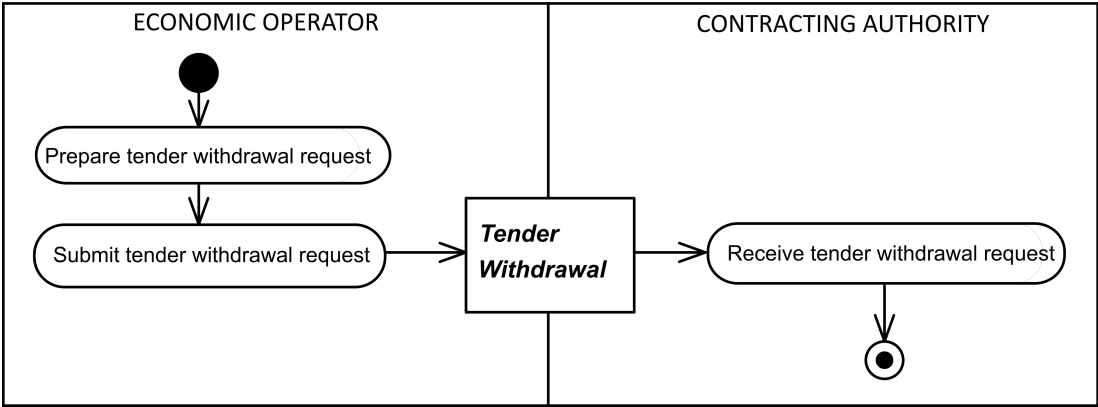 ECONOMIC OPERATOR
CONTRACTING AUTHORITY
Prepare tender withdrawal request
Submit tender withdrawal request
Tender
Withdrawal
Receive tender withdrawal request